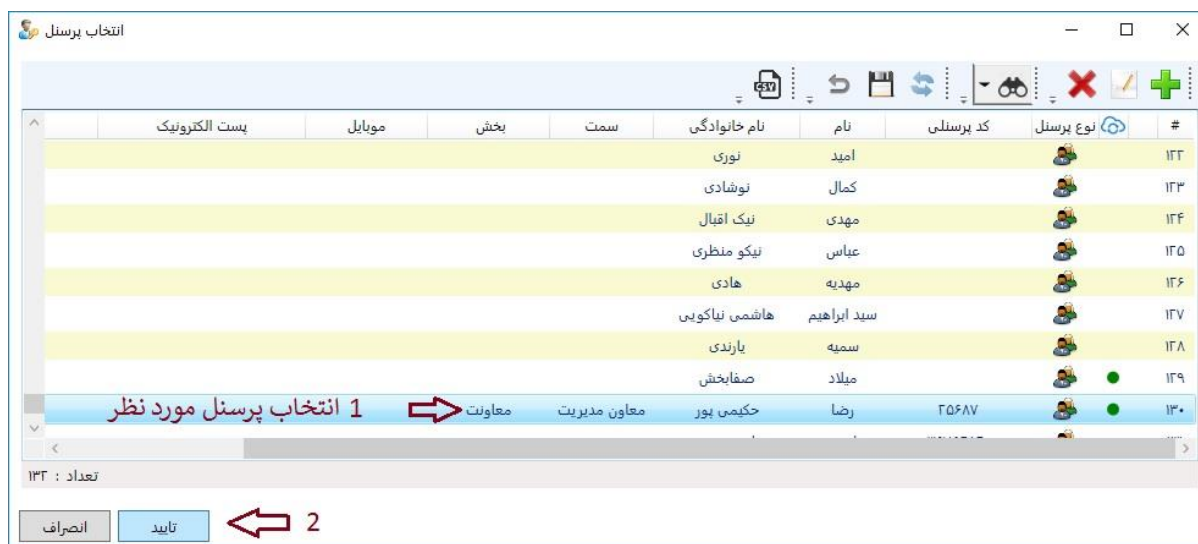 انتخاب پرسنل
CSV
# نوع پرسنل کد پرسنلی نام نام خانوادگی سمت بخش موبایل پست الکترونیک
۱۲۲ امید نوری
۱۲۳ کمال نوشادی
۱۲۴ مهدی نیک اقبال
۱۲۵ عباس نیکو منظری
۱۲۶ مهدیه هادی
۱۲۷ سید ابراهیم هاشمی نیاکویی
۱۲۸ سمیه یارندی
۱۲۹ میلاد صفابخش
۱۳۰ ۲۵۶۸۷ رضا حکیمی پور معاون مدیریت معاونت 1 انتخاب پرسنل مورد نظر
تعداد : ۱۳۲
2 تایید انصراف